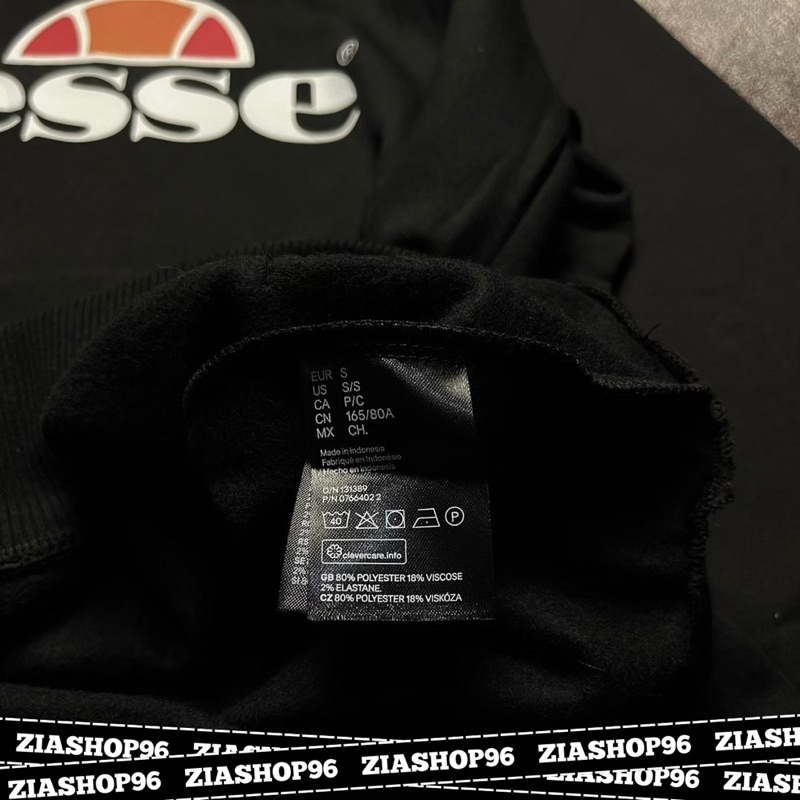 esse
®
EUR S
US S/S
CA P/C
CN 165/80A
MX CH.
Made in Indonesia
Fabriqué en Indonésie
Hecho en Indonesia
O/N 131389
P/N 0766402 2
40
P
clevercare.info
GB 80% POLYESTER 18% VISCOSE
2% ELASTANE.
CZ 80% POLYESTER 18% VISKÓZA
ZIASHOP96 ZIASHOP96 ZIASHOP96 ZIASHOP96 ZIASH
ZIASHOP96 ZIASHOP96 ZIAS